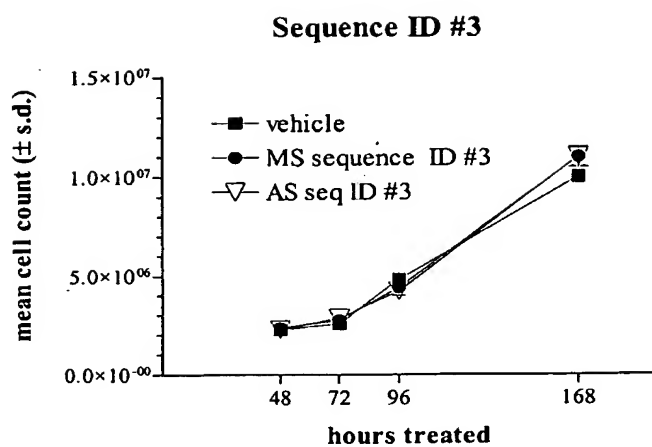 Sequence ID #3
1.5×10⁰⁷
1.0×10⁰⁷
5.0×10⁰⁶
0.0×10⁻⁰⁰
mean cell count (± s.d.)
vehicle
MS sequence ID #3
AS seq ID #3
48 72 96 168
hours treated